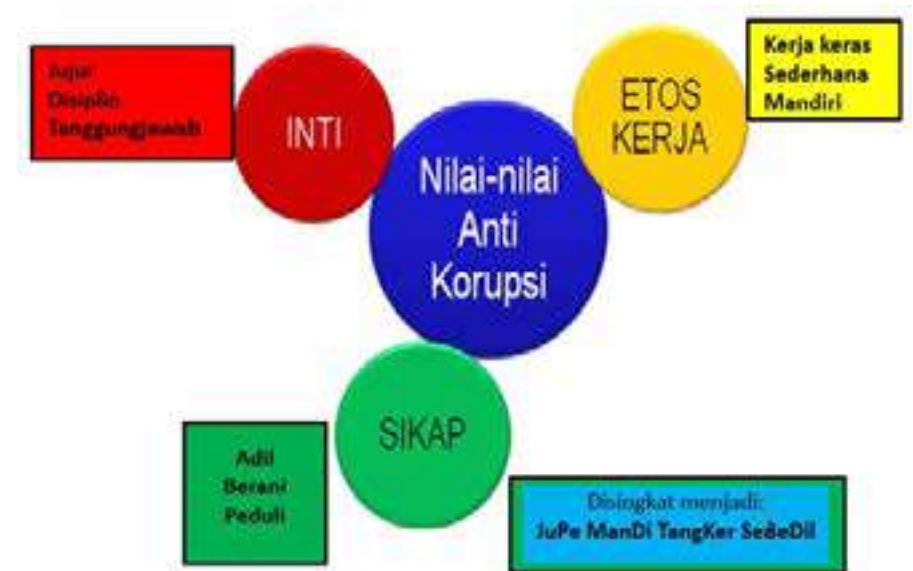 Jujur
Disiplin
Tanggungjawab
INTI
ETOS
KERJA
Kerja keras
Sederhana
Mandiri
Nilai-nilai
Anti
Korupsi
SIKAP
Adil
Berani
Peduli
Disingkat menjadi:
JuPe ManDi TangKer SeBeDil